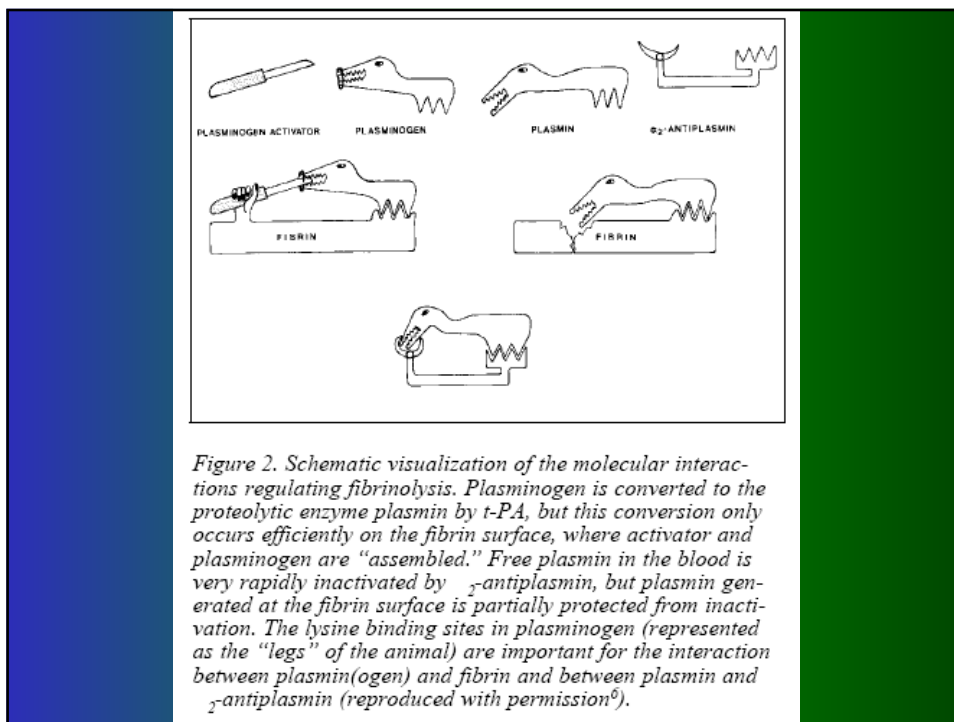 PLASMINOGEN ACTIVATOR
PLASMINOGEN
PLASMIN
α₂-ANTIPLASMIN
FIBRIN
FIBRIN
Figure 2. Schematic visualization of the molecular interac-
tions regulating fibrinolysis. Plasminogen is converted to the
proteolytic enzyme plasmin by t-PA, but this conversion only
occurs efficiently on the fibrin surface, where activator and
plasminogen are “assembled.” Free plasmin in the blood is
very rapidly inactivated by ₂-antiplasmin, but plasmin gen-
erated at the fibrin surface is partially protected from inacti-
vation. The lysine binding sites in plasminogen (represented
as the “legs” of the animal) are important for the interaction
between plasmin(ogen) and fibrin and between plasmin and
₂-antiplasmin (reproduced with permission⁶).